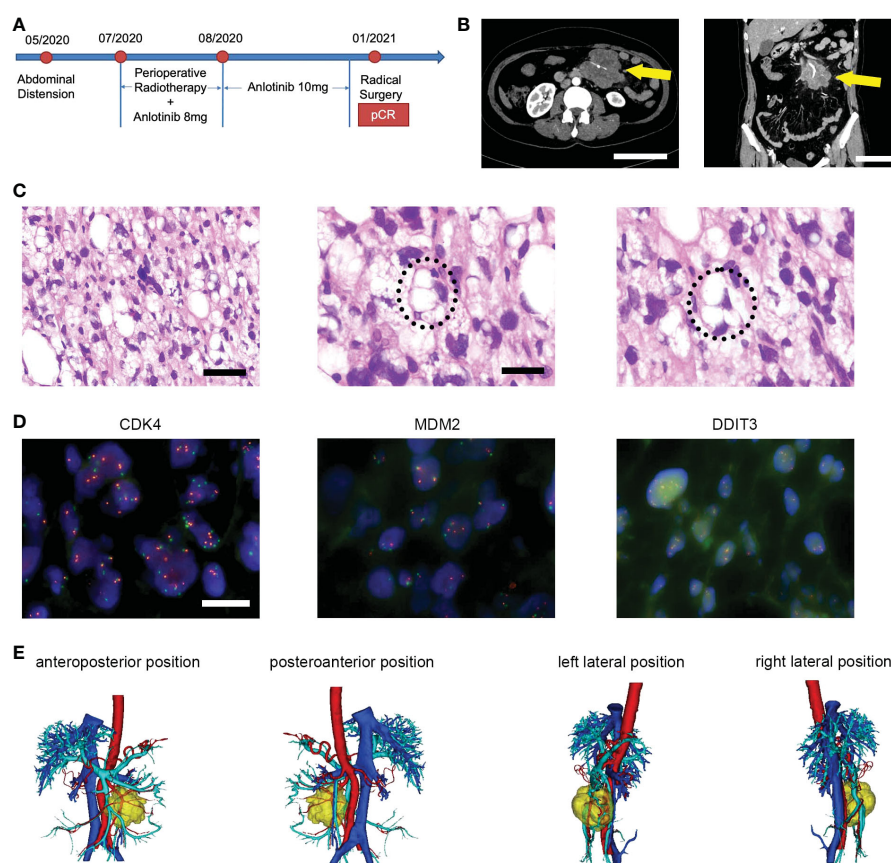 A
05/2020 07/2020 08/2020 01/2021
Abdominal
Distension
Perioperative
Radiotherapy
+
Anlotinib 8mg
Anlotinib 10mg
Radical
Surgery
pCR
B
C
D
CDK4 MDM2 DDIT3
E
anteroposterior position posteroanterior position left lateral position right lateral position